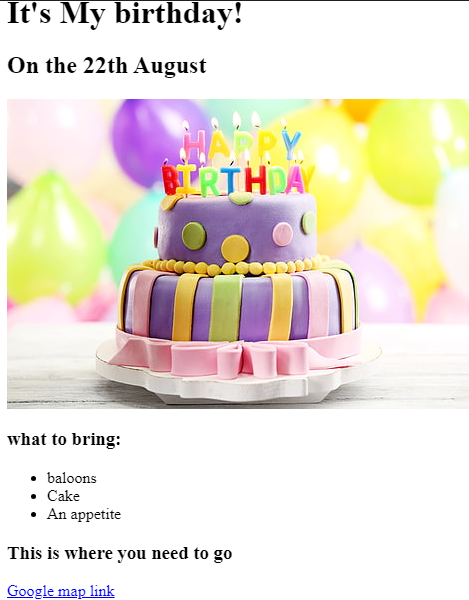 It's My birthday!
On the 22th August
HAPPY
BIRTHDAY
what to bring:
baloons
Cake
An appetite
This is where you need to go
Google map link